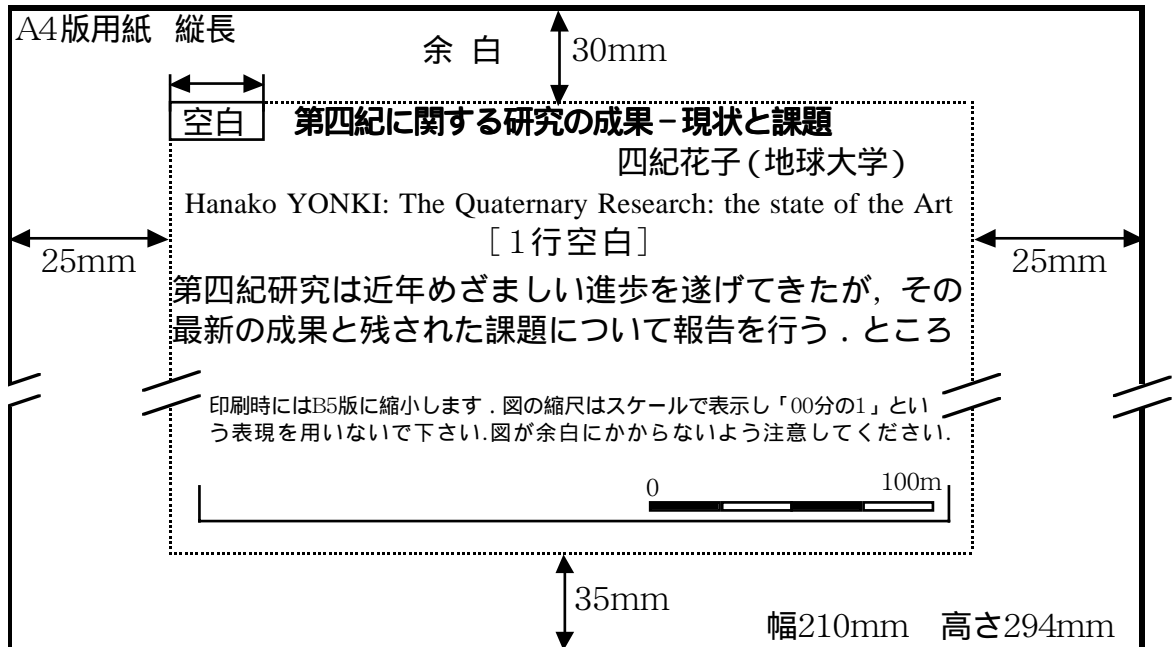 A4版用紙 縦長
余 白
30mm
空白
第四紀に関する研究の成果－現状と課題
四紀花子(地球大学)
Hanako YONKI: The Quaternary Research: the state of the Art
[1行空白]
25mm
25mm
第四紀研究は近年めざましい進歩を遂げてきたが, その
最新の成果と残された課題について報告を行う．ところ
印刷時にはB5版に縮小します．図の縮尺はスケールで表示し「00分の1」とい
う表現を用いないで下さい.図が余白にかからないよう注意してください.
0
100m
35mm
幅210mm 高さ294mm